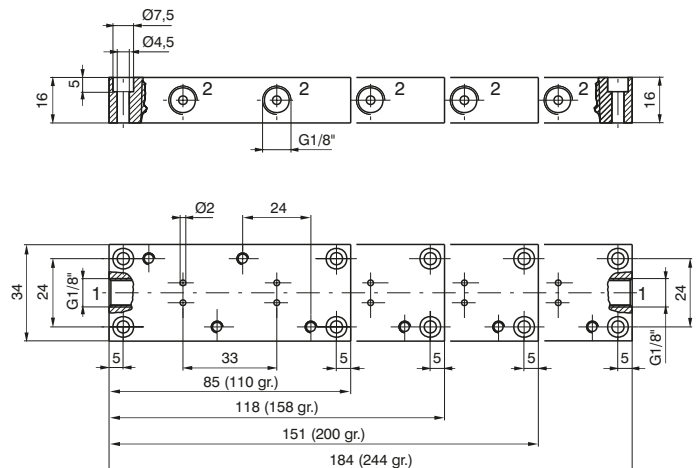 Ø7,5
Ø4,5
5
16
2 2 2 2 2
16
G1/8"
Ø2
24
34
24
G1/8"
1
1
24
G1/8"
5
33
5
5
5
5
85 (110 gr.)
118 (158 gr.)
151 (200 gr.)
184 (244 gr.)